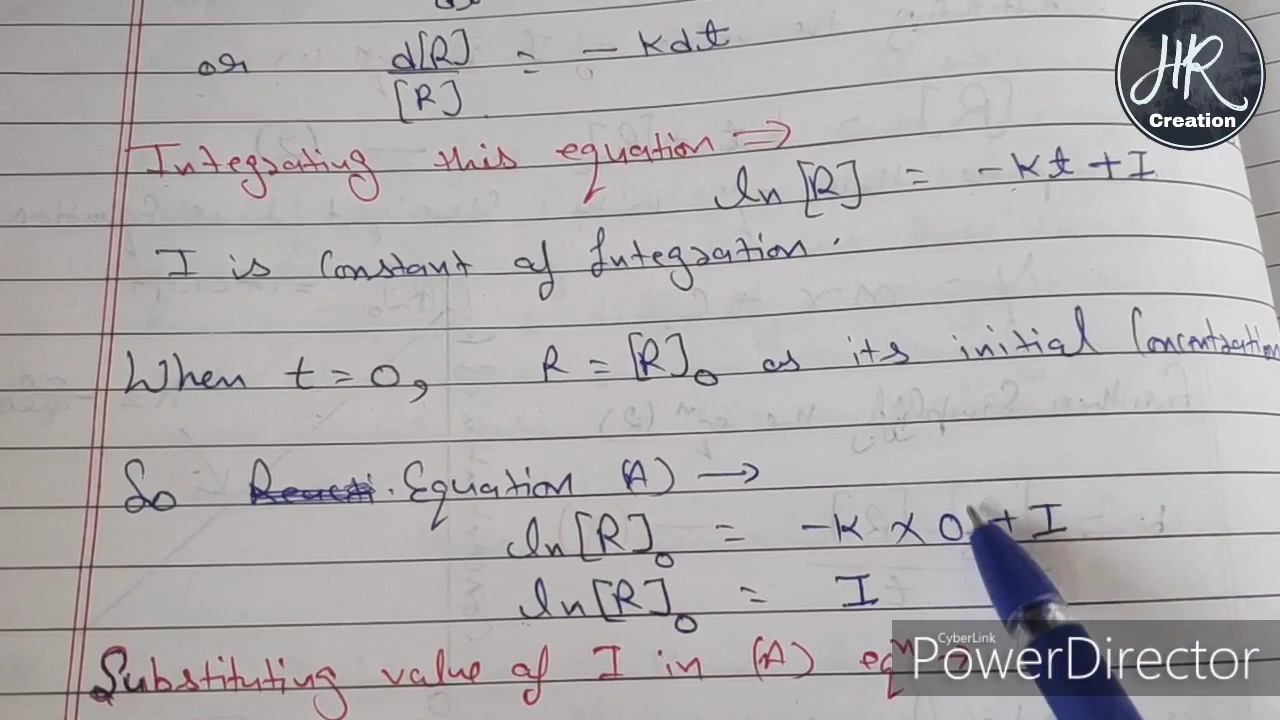 or d[R]/[R] = - Kdt
HR
Creation
Integrating this equation ⇒
ln [R] = -Kt + I
I is Constant of Integration.
When t = 0, R = [R]₀ as its initial Concentration
So Equation (A) →
ln [R]₀ = -K × 0 + I
ln [R]₀ = I
Substituting value of I in (A) eqⁿ
CyberLink
PowerDirector